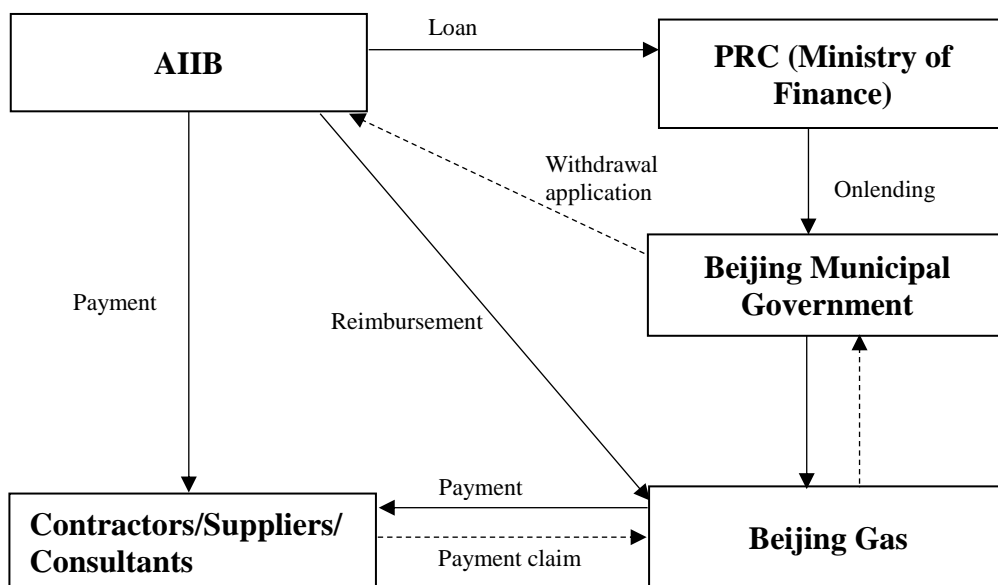 Loan
AIIB
PRC (Ministry of
Finance)
Withdrawal
application
Onlending
Beijing Municipal
Government
Payment
Reimbursement
Payment
Contractors/Suppliers/
Consultants
Beijing Gas
Payment claim